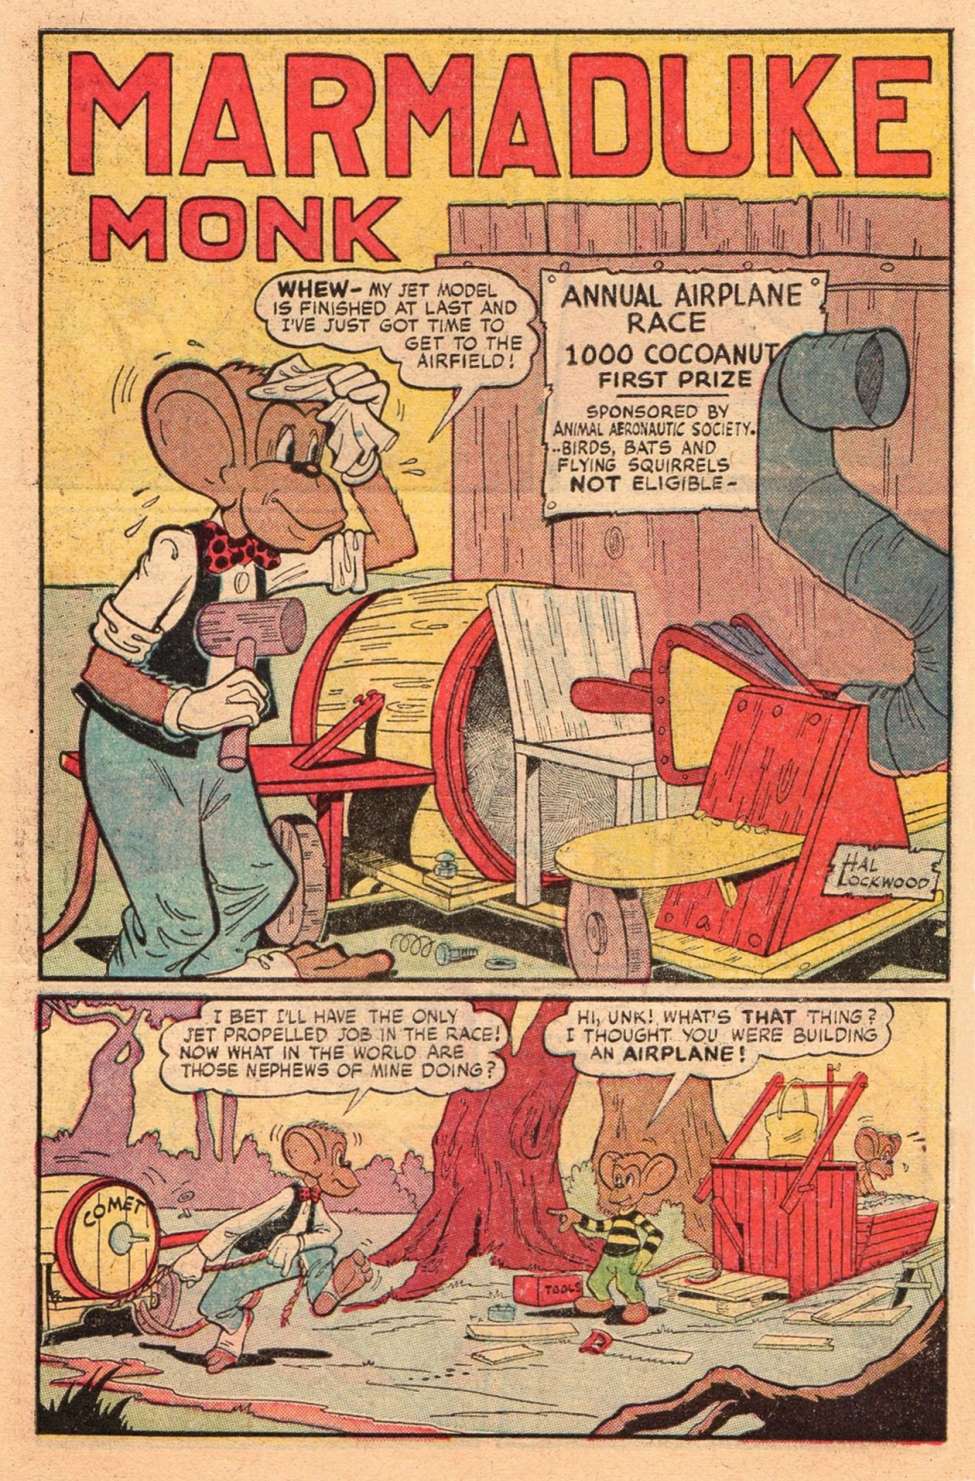 MARMADUKE
MONK
WHEW- MY JET MODEL
IS FINISHED AT LAST AND
I'VE JUST GOT TIME TO
GET TO THE
AIRFIELD!
ANNUAL AIRPLANE
RACE
1000 COCOANUT
FIRST PRIZE
SPONSORED BY
ANIMAL AERONAUTIC SOCIETY.
--BIRDS, BATS AND
FLYING SQUIRRELS
NOT ELIGIBLE-
HAL
LOCKWOOD
I BET I'LL HAVE THE ONLY
JET PROPELLED JOB IN THE RACE!
NOW WHAT IN THE WORLD ARE
THOSE NEPHEWS OF MINE DOING?
HI, UNK! WHAT'S THAT THING?
I THOUGHT YOU WERE BUILDING
AN AIRPLANE!
COMET
TOOLS